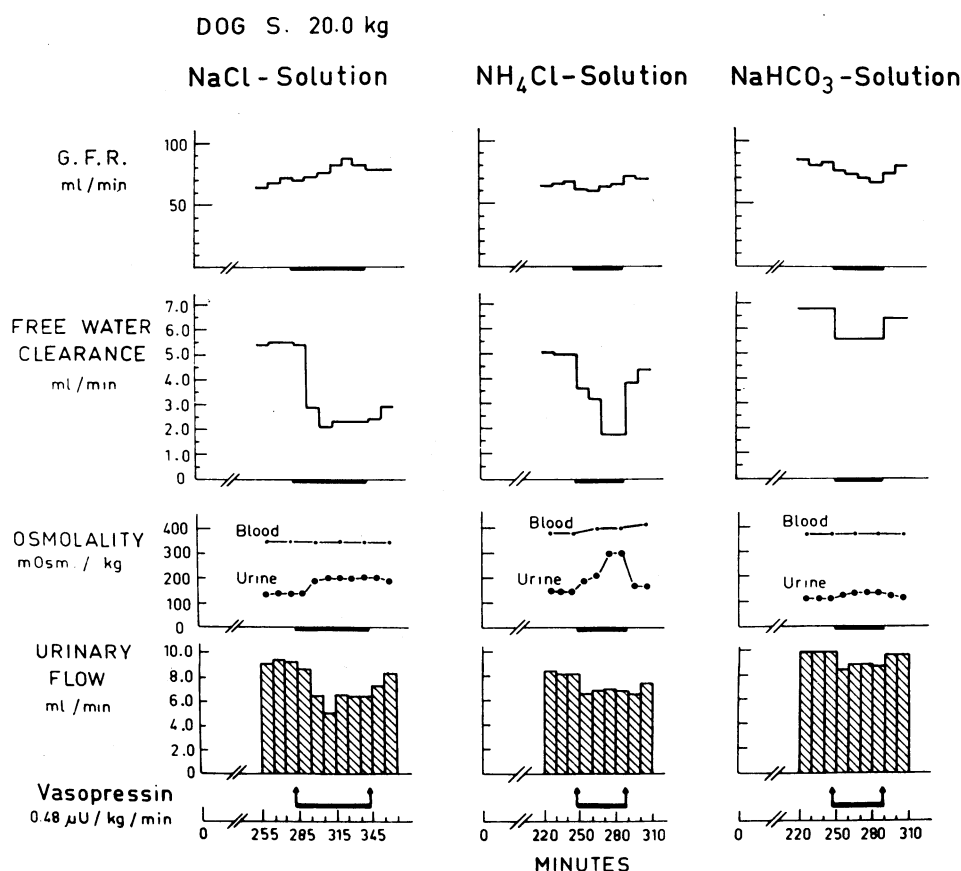 DOG S. 20.0 kg
NaCl - Solution
NH4Cl - Solution
NaHCO3 - Solution
G. F. R.
ml / min
100
50
FREE WATER
CLEARANCE
ml / min
7.0
6.0
5.0
4.0
3.0
2.0
1.0
0
OSMOLALITY
mOsm. / kg
400
300
200
100
0
Blood
Urine
Blood
Urine
Blood
Urine
URINARY
FLOW
ml / min
10.0
8.0
6.0
4.0
2.0
0
Vasopressin
0.48 µU / kg / min
0 255 285 315 345
0 220 250 280 310
0 220 250 280 310
MINUTES